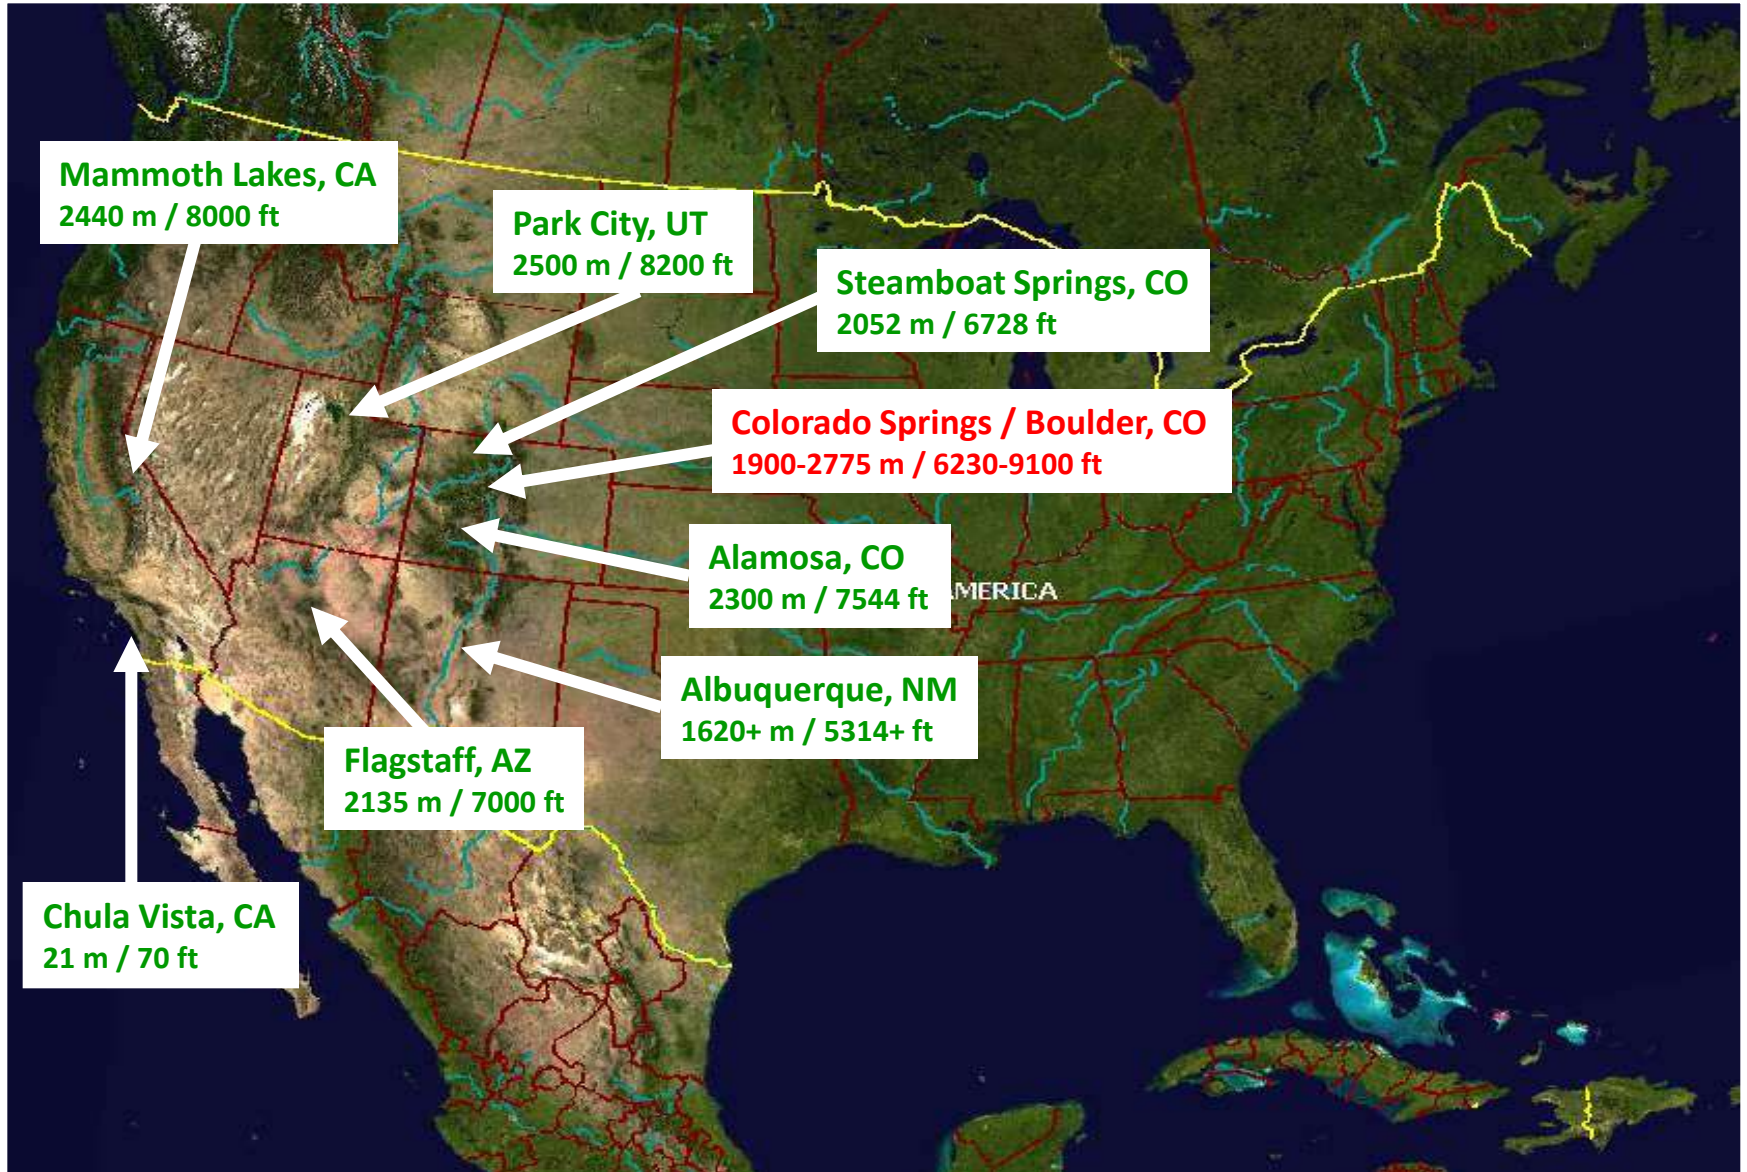 Mammoth Lakes, CA
2440 m / 8000 ft
Park City, UT
2500 m / 8200 ft
Steamboat Springs, CO
2052 m / 6728 ft
Colorado Springs / Boulder, CO
1900-2775 m / 6230-9100 ft
Alamosa, CO
2300 m / 7544 ft
AMERICA
Albuquerque, NM
1620+ m / 5314+ ft
Flagstaff, AZ
2135 m / 7000 ft
Chula Vista, CA
21 m / 70 ft